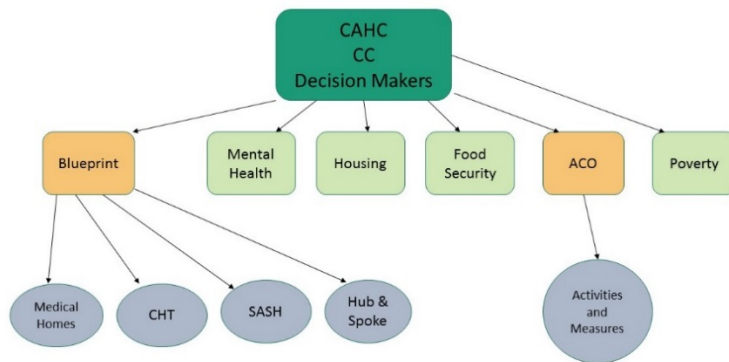 CAHC
CC
Decision Makers
Blueprint
Mental
Health
Housing
Food
Security
ACO
Poverty
Medical
Homes
CHT
SASH
Hub &
Spoke
Activities
and
Measures